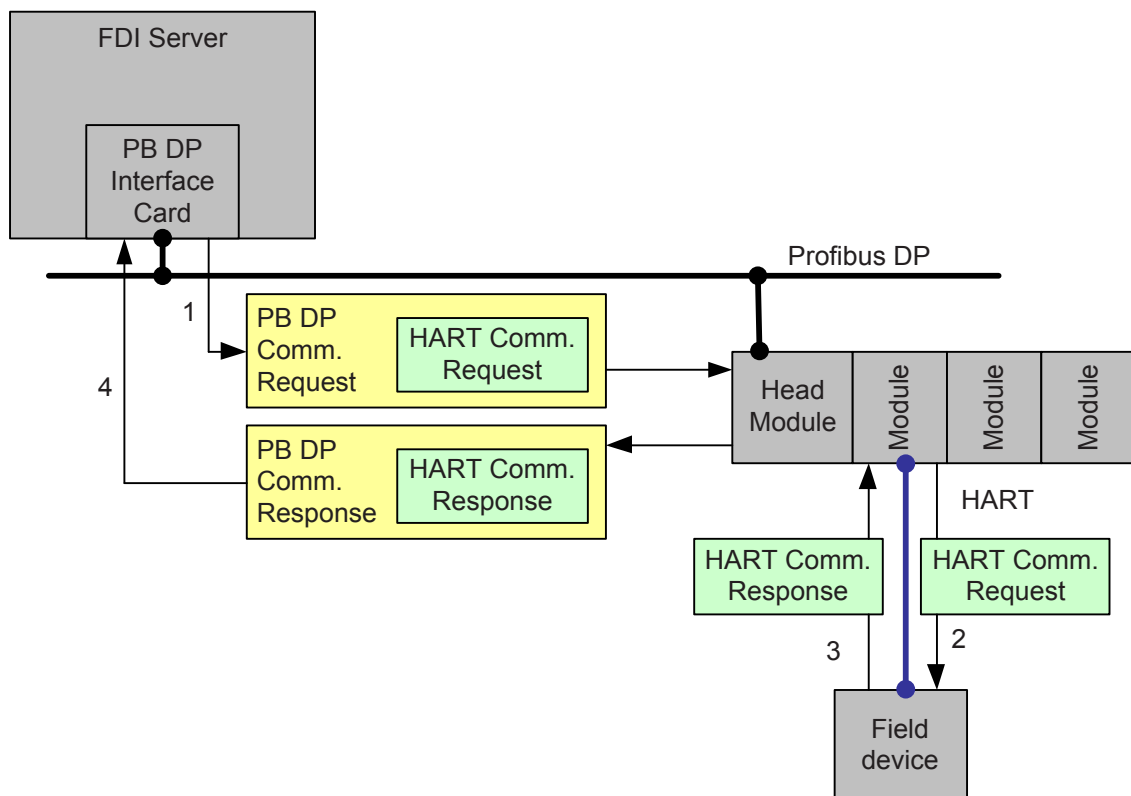 FDI Server
PB DP
Interface
Card
Profibus DP
1
PB DP
Comm.
Request
HART Comm.
Request
4
Head
Module
Module
Module
Module
PB DP
Comm.
Response
HART Comm.
Response
HART
HART Comm.
Response
HART Comm.
Request
3
2
Field
device